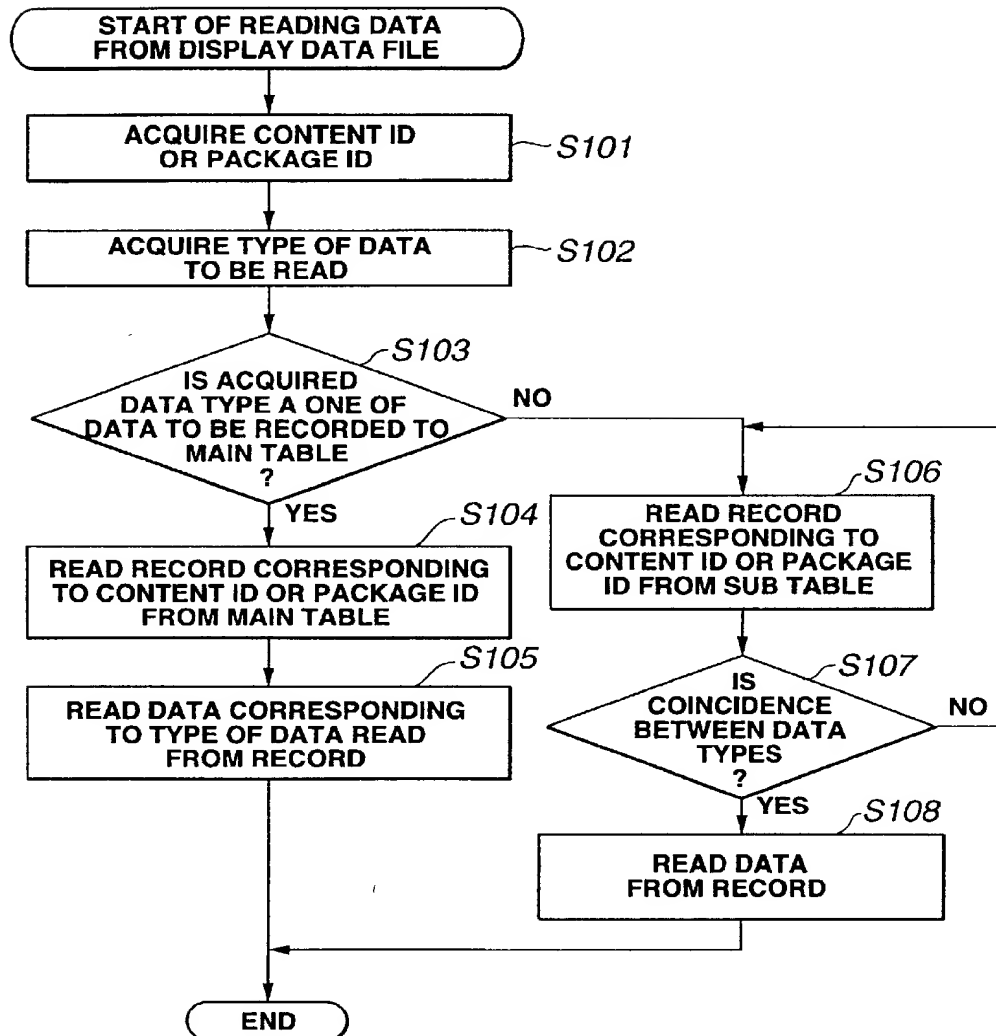 START OF READING DATA
FROM DISPLAY DATA FILE
ACQUIRE CONTENT ID
OR PACKAGE ID
S101
ACQUIRE TYPE OF DATA
TO BE READ
S102
S103
IS ACQUIRED
DATA TYPE A ONE OF
DATA TO BE RECORDED TO
MAIN TABLE
?
NO
YES
S104
READ RECORD CORRESPONDING
TO CONTENT ID OR PACKAGE ID
FROM MAIN TABLE
S105
READ DATA CORRESPONDING
TO TYPE OF DATA READ
FROM RECORD
S106
READ RECORD
CORRESPONDING TO
CONTENT ID OR PACKAGE
ID FROM SUB TABLE
S107
IS
COINCIDENCE
BETWEEN DATA
TYPES
?
NO
YES
S108
READ DATA
FROM RECORD
END